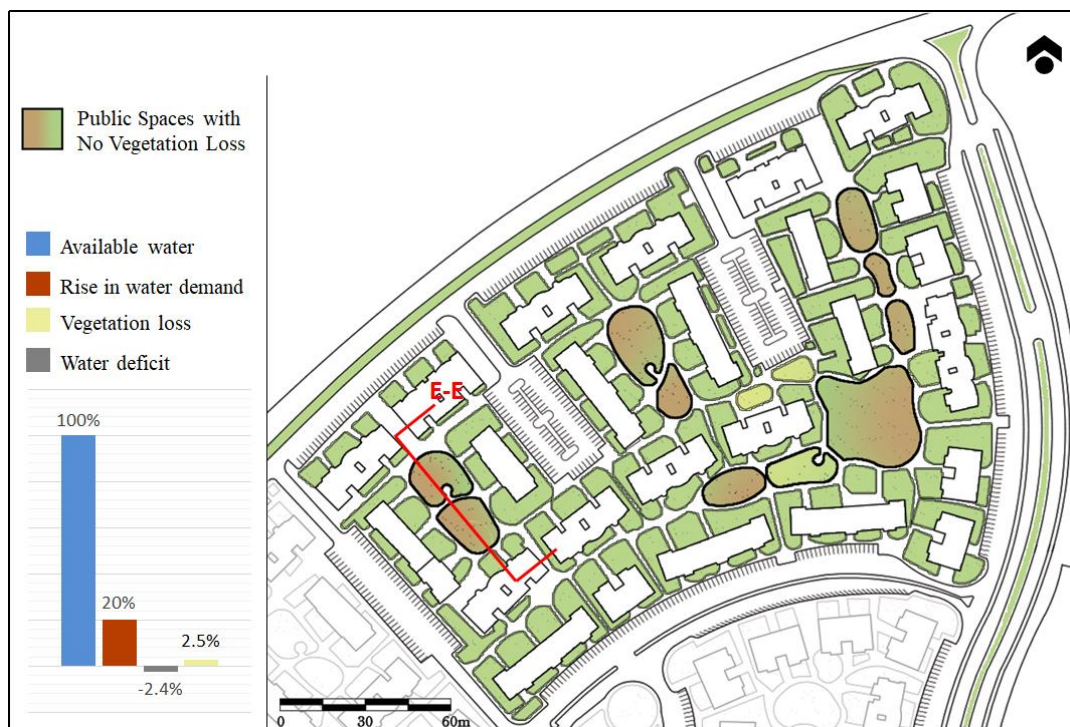 Public Spaces with
No Vegetation Loss
Available water
Rise in water demand
Vegetation loss
Water deficit
100%
20%
2.5%
-2.4%
E-E
0 30 60m